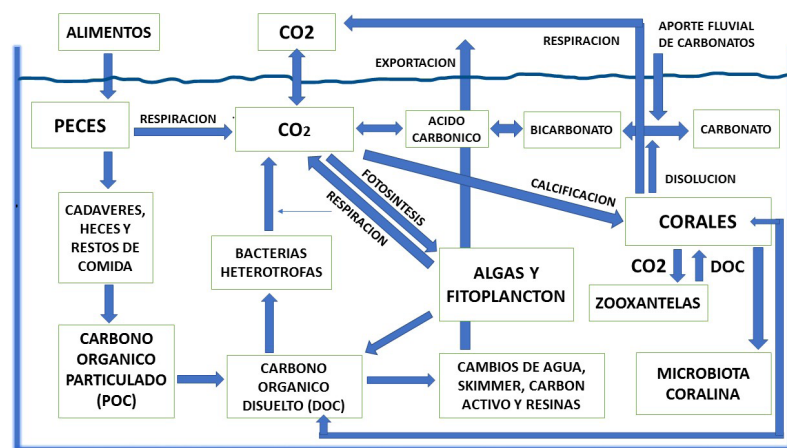 ALIMENTOS
CO2
RESPIRACION
APORTE FLUVIAL
DE CARBONATOS
EXPORTACION
PECES
RESPIRACION
CO2
ACIDO
CARBONICO
BICARBONATO
CARBONATO
FOTOSINTESIS
RESPIRACION
CALCIFICACION
DISOLUCION
CADAVERES,
HECES Y
RESTOS DE
COMIDA
BACTERIAS
HETEROTROFAS
ALGAS Y
FITOPLANCTON
CORALES
CO2
DOC
ZOOXANTELAS
CARBONO
ORGANICO
PARTICULADO
(POC)
CARBONO
ORGANICO
DISUELTO (DOC)
CAMBIOS DE AGUA,
SKIMMER, CARBON
ACTIVO Y RESINAS
MICROBIOTA
CORALINA